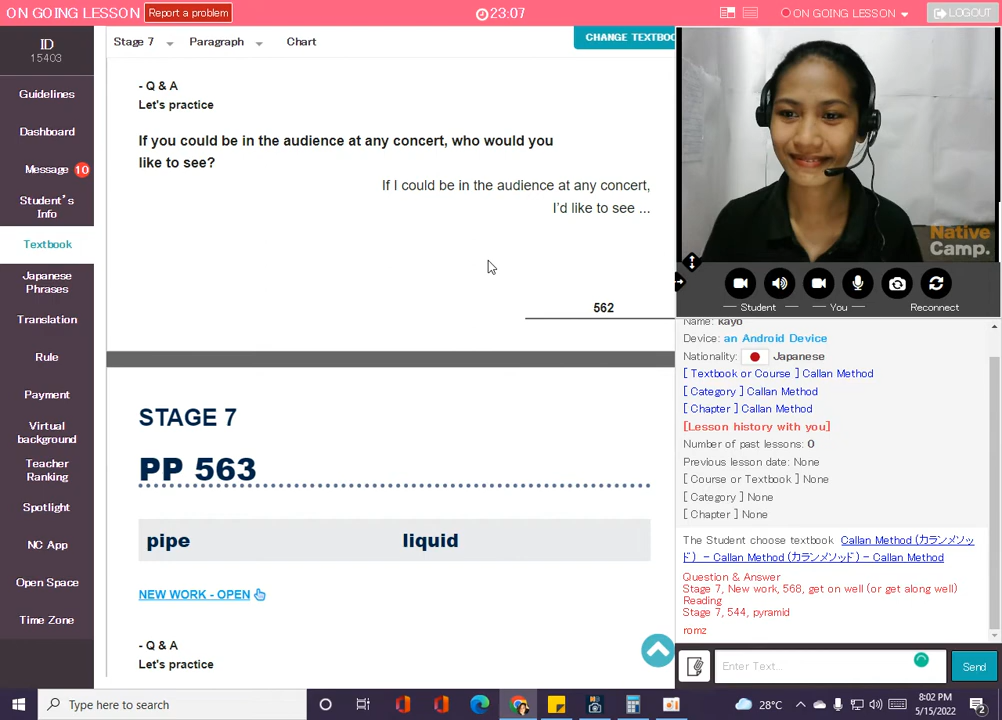 ON GOING LESSON
Report a problem
23:07
ON GOING LESSON
LOGOUT
ID
15403
Guidelines
Dashboard
Message 10
Student's
Info
Textbook
Japanese
Phrases
Translation
Rule
Payment
Virtual
background
Teacher
Ranking
Spotlight
NC App
Open Space
Time Zone
Stage 7
Paragraph
Chart
CHANGE TEXTBOO
- Q & A
Let's practice
If you could be in the audience at any concert, who would you
like to see?
If I could be in the audience at any concert,
I'd like to see ...
562
STAGE 7
PP 563
pipe liquid
NEW WORK - OPEN
- Q & A
Let's practice
Native
Camp.
Student
You
Reconnect
Name: kayo
Device: an Android Device
Nationality: Japanese
[ Textbook or Course ] Callan Method
[ Category ] Callan Method
[ Chapter ] Callan Method
[Lesson history with you]
Number of past lessons: 0
Previous lesson date: None
[ Course or Textbook ] None
[ Category ] None
[ Chapter ] None
The Student choose textbook Callan Method (カランメソッ
ド) - Callan Method (カランメソッド) - Callan Method
Question & Answer
Stage 7, New work, 568, get on well (or get along well)
Reading
Stage 7, 544, pyramid
romz
Enter Text...
Send
Type here to search
28°C
8:02 PM
5/15/2022
2